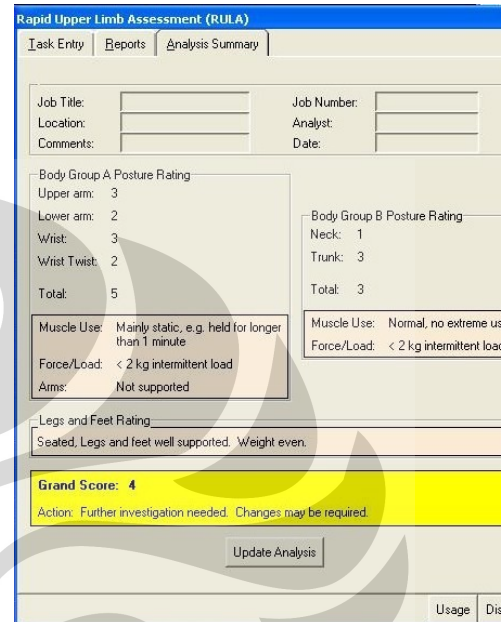 Rapid Upper Limb Assessment (RULA)
Task Entry Reports Analysis Summary
Job Title: Job Number:
Location: Analyst:
Comments: Date:
Body Group A Posture Rating
Upper arm: 3
Lower arm: 2
Wrist: 3
Wrist Twist: 2
Total: 5
Muscle Use: Mainly static, e.g. held for longer
than 1 minute
Force/Load: < 2 kg intermittent load
Arms: Not supported
Body Group B Posture Rating
Neck: 1
Trunk: 3
Total: 3
Muscle Use: Normal, no extreme us
Force/Load: < 2 kg intermittent load
Legs and Feet Rating
Seated, Legs and feet well supported. Weight even.
Grand Score: 4
Action: Further investigation needed. Changes may be required.
Update Analysis
Usage Dis